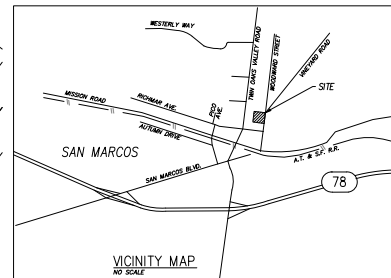 WESTERLY WAY
TWIN OAKS VALLEY ROAD
WOODWARD STREET
VINEYARD ROAD
SITE
MISSION ROAD
RICHMAR AVE.
PICO AVE.
AUTUMN DRIVE
SAN MARCOS
SAN MARCOS BLVD.
A.T. & S.F. R.R.
78
VICINITY MAP
NO SCALE